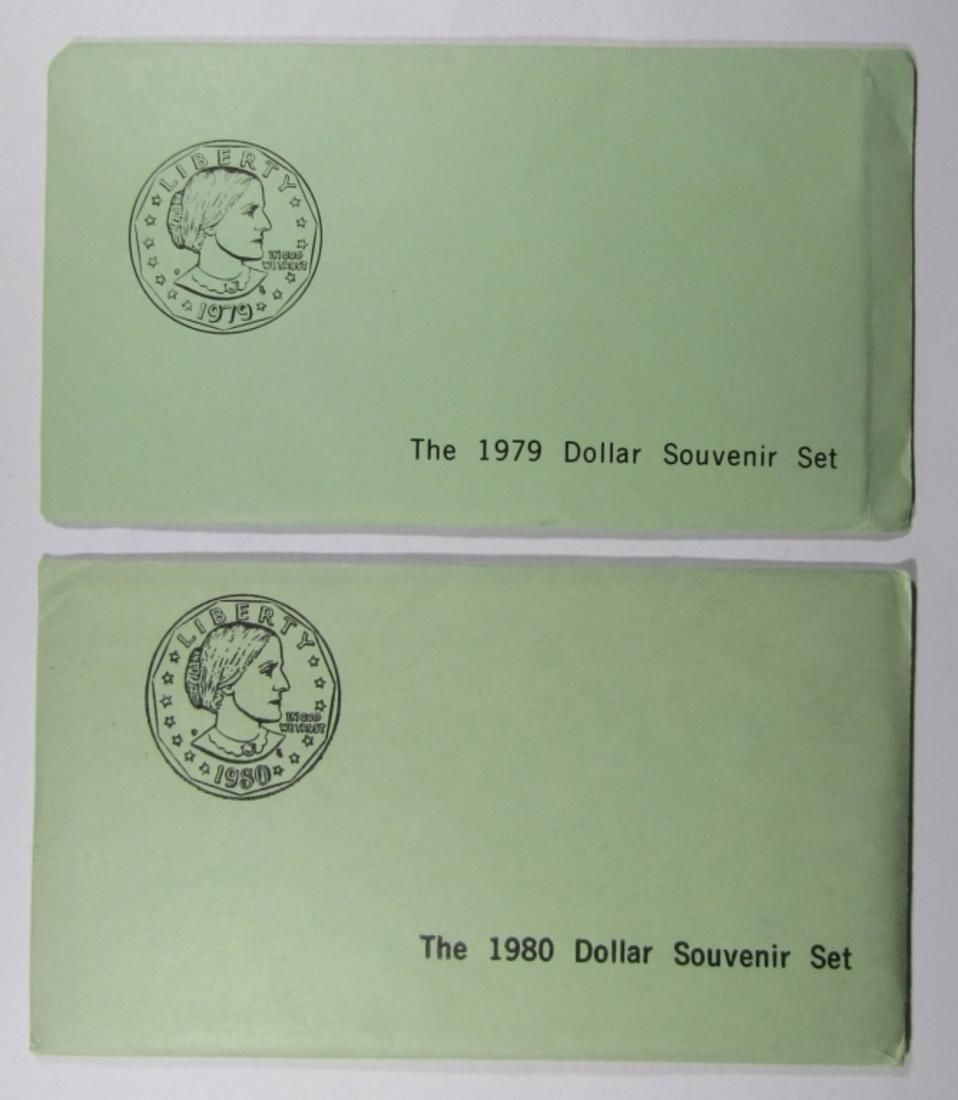 LIBERTY
IN GOD
WE TRUST
1979
The 1979 Dollar Souvenir Set
LIBERTY
IN GOD
WE TRUST
1980
The 1980 Dollar Souvenir Set